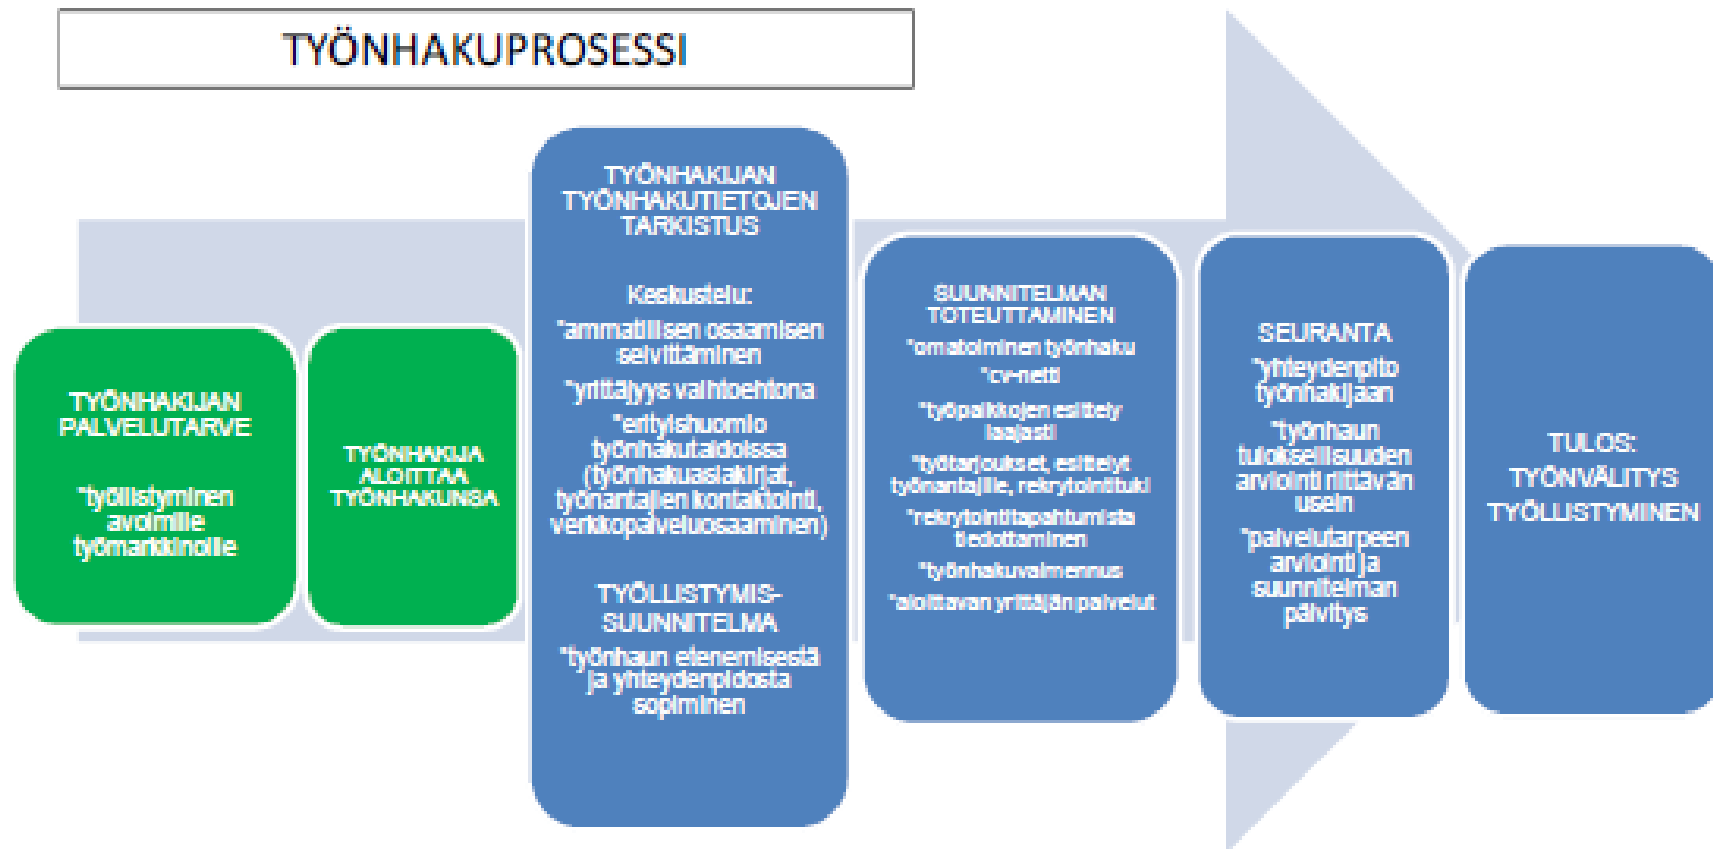 TYÖNHAKUPROSESSI
TYÖNHAKIJAN
PALVELUTARVE
*työllistyminen
avoimille
työmarkkinoille
TYÖNHAKIJA
ALOITTAA
TYÖNHAKUNSA
TYÖNHAKIJAN
TYÖNHAKUTIETOJEN
TARKISTUS
Keskustelu:
*ammatillisen osaamisen
selvittäminen
*yrittäjyys vaihtoehtona
*erityishuomio
työnhakutaidoissa
(työnhakuasiakirjat,
työnantajien kontaktointi,
verkkopalveluosaaminen)
TYÖLLISTYMIS-
SUUNNITELMA
*työnhaun etenemisestä
ja yhteydenpidosta
sopiminen
SUUNNITELMAN
TOTEUTTAMINEN
*omatoiminen työnhaku
*cv-netti
*työpaikkojen esittely
laajasti
*työtarjoukset, esittelyt
työnantajille, rekrytointituki
*rekrytointitapahtumista
tiedottaminen
*työnhakuvalmennus
*aloittavan yrittäjän palvelut
SEURANTA
*yhteydenpito
työnhakijaan
*työnhaun
tuloksellisuuden
arviointi riittävän
usein
*palvelutarpeen
arviointi ja
suunnitelman
päivitys
TULOS:
TYÖNVÄLITYS
TYÖLLISTYMINEN